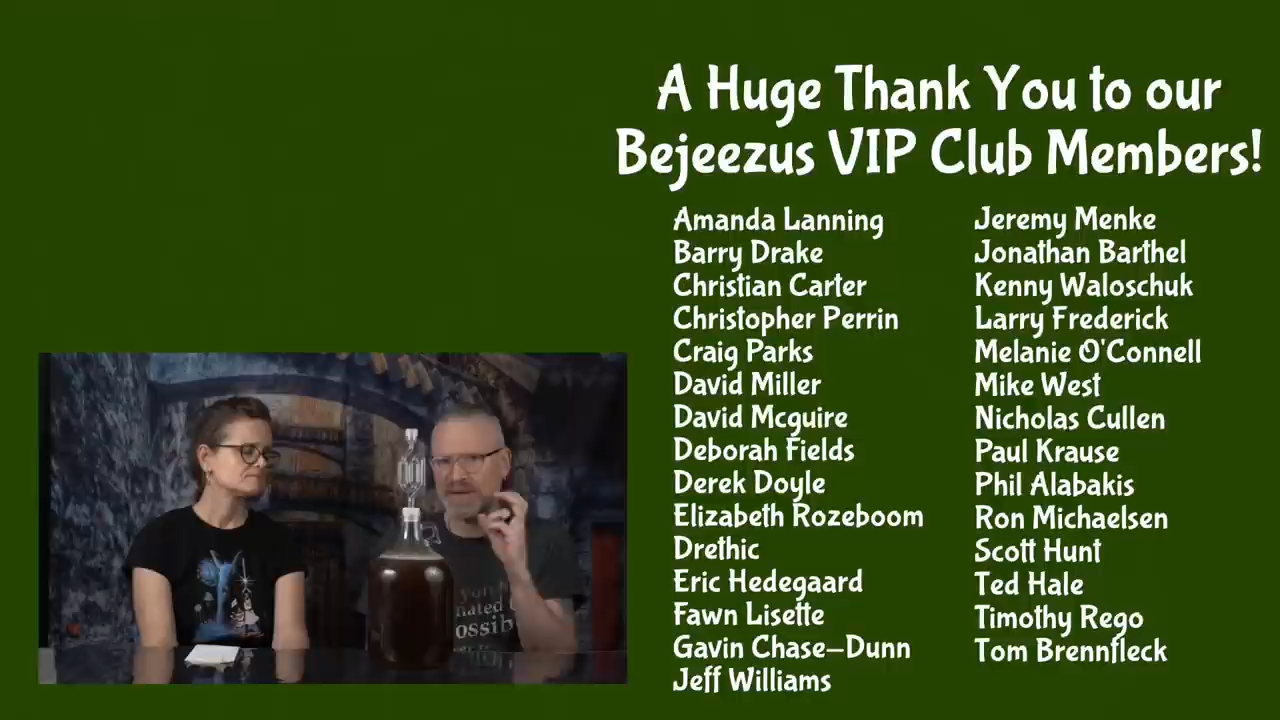 A Huge Thank You to our
Bejeezus VIP Club Members!
Amanda Lanning
Barry Drake
Christian Carter
Christopher Perrin
Craig Parks
David Miller
David Mcguire
Deborah Fields
Derek Doyle
Elizabeth Rozeboom
Drethic
Eric Hedegaard
Fawn Lisette
Gavin Chase-Dunn
Jeff Williams
Jeremy Menke
Jonathan Barthel
Kenny Waloschuk
Larry Frederick
Melanie O'Connell
Mike West
Nicholas Cullen
Paul Krause
Phil Alabakis
Ron Michaelsen
Scott Hunt
Ted Hale
Timothy Rego
Tom Brennfleck